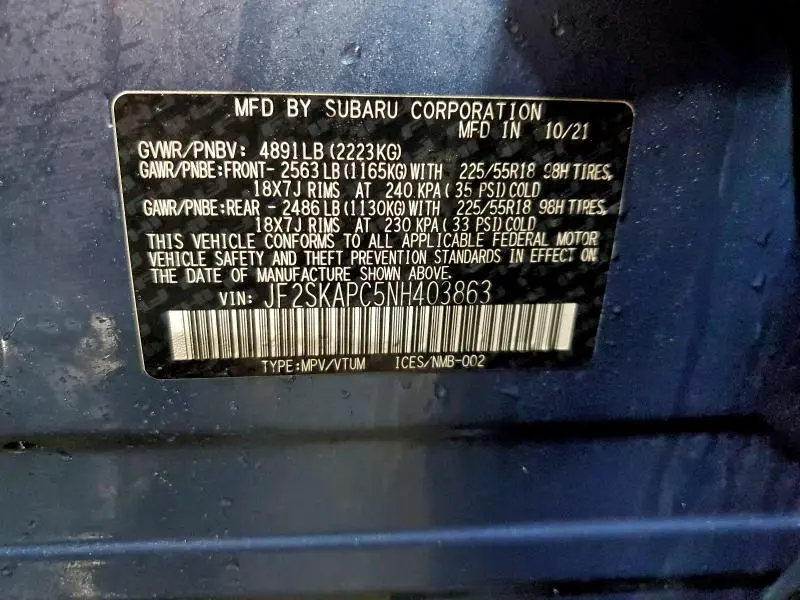 MFD BY SUBARU CORPORATION
MFD IN 10/21
GVWR/PNBV: 4891LB (2223KG)
GAWR/PNBE:FRONT- 2563LB (1165KG)WITH 225/55R18 98H TIRES,
18X7J RIMS AT 240 KPA( 35 PSI)COLD
GAWR/PNBE:REAR - 2486LB (1130KG)WITH 225/55R18 98H TIRES,
18X7J RIMS AT 230 KPA( 33 PSI)COLD
THIS VEHICLE CONFORMS TO ALL APPLICABLE FEDERAL MOTOR
VEHICLE SAFETY AND THEFT PREVENTION STANDARDS IN EFFECT ON
THE DATE OF MANUFACTURE SHOWN ABOVE.
VIN: JF2SKAPC5NH403863
TYPE:MPV/VTUM ICES/NMB-002